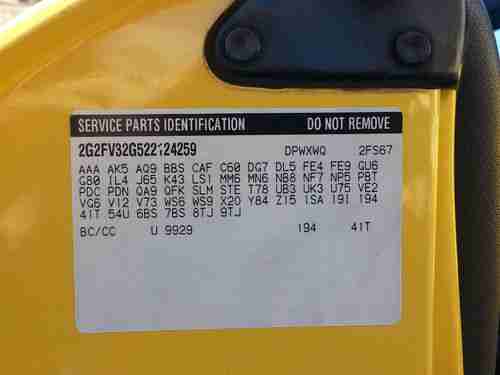 SERVICE PARTS IDENTIFICATION DO NOT REMOVE
2G2FV32G522124259 DPWXWQ 2FS67
AAA AK5 AQ9 BBS CAF C60 DG7 DL5 FE4 FE9 GU6
G80 IL4 J65 K43 LS1 MM6 MN6 N88 NF7 NP5 PBT
PDC PDN QA9 QFK SLM STE T78 UB3 UK3 U75 VE2
VG6 V12 V73 WS6 WS9 X20 Y84 Z15 1SA 19I 194
41T 54U 6BS 7BS 8TJ 9TJ
BC/CC U 9929 194 41T